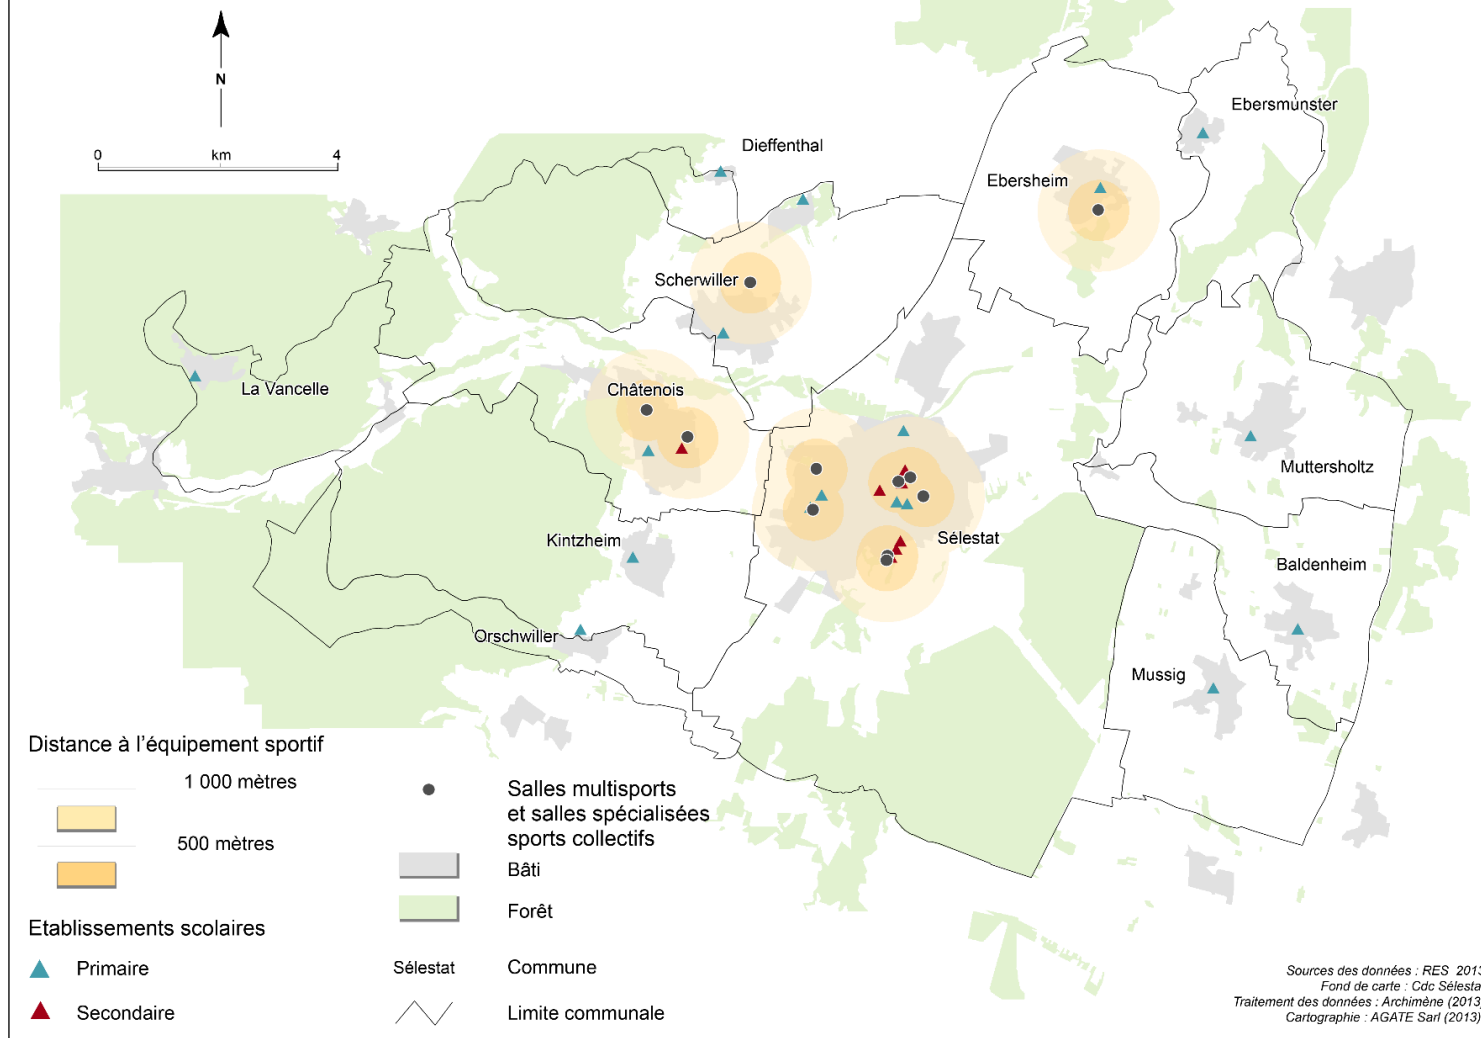 N
0 km 4
Ebersmunster
Dieffenthal
Ebersheim
Scherwiller
La Vancelle
Châtenois
Muttersholtz
Kintzheim
Sélestat
Baldenheim
Orschwiller
Mussig
Distance à l'équipement sportif
1 000 mètres
500 mètres
Etablissements scolaires
Primaire
Secondaire
Salles multisports
et salles spécialisées
sports collectifs
Bâti
Forêt
Sélestat Commune
Limite communale
Sources des données : RES 2013
Fond de carte : Cdc Sélesta
Traitement des données : Archimène (2013)
Cartographie : AGATE Sarl (2013)